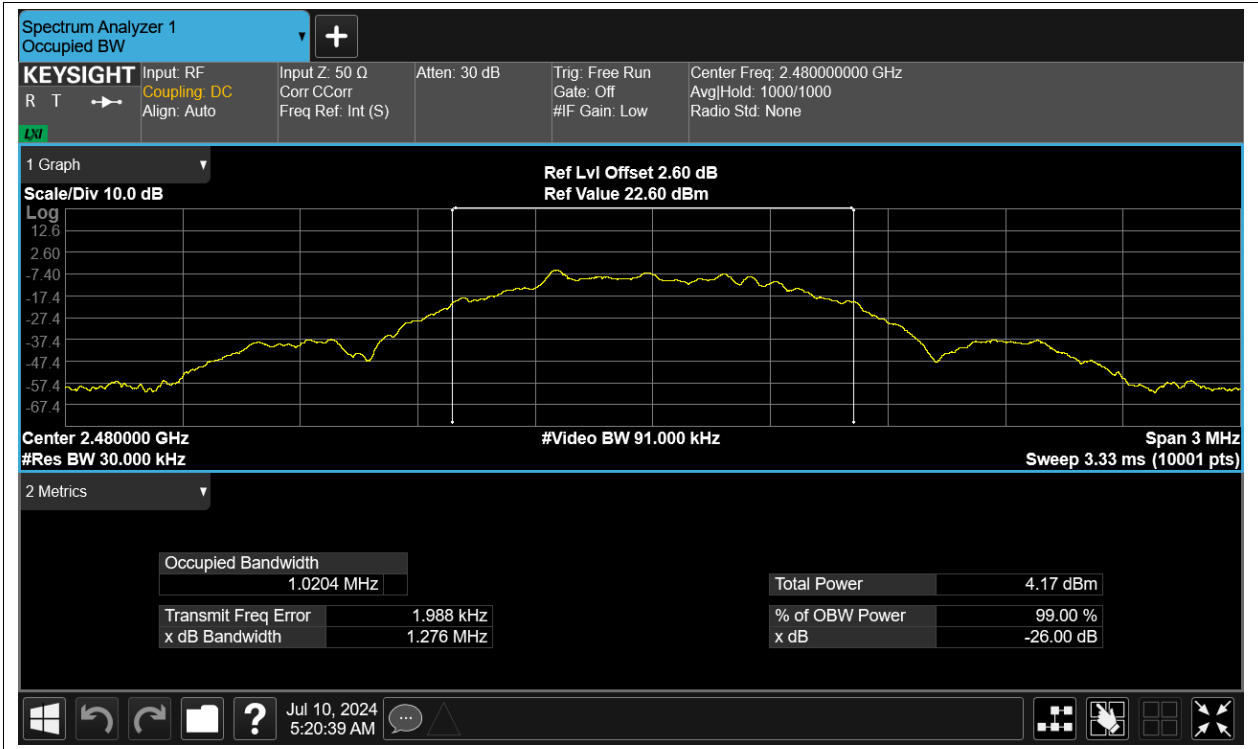 Spectrum Analyzer 1
Occupied BW
▼
+
KEYSIGHT
R T
LXI
Input: RF
Coupling: DC
Align: Auto
Input Z: 50 Ω
Corr CCorr
Freq Ref: Int (S)
Atten: 30 dB
Trig: Free Run
Gate: Off
#IF Gain: Low
Center Freq: 2.480000000 GHz
Avg|Hold: 1000/1000
Radio Std: None
1 Graph ▼
Scale/Div 10.0 dB
Ref Lvl Offset 2.60 dB
Ref Value 22.60 dBm
Log
12.6
2.60
-7.40
-17.4
-27.4
-37.4
-47.4
-57.4
-67.4
Center 2.480000 GHz
#Res BW 30.000 kHz
#Video BW 91.000 kHz
Span 3 MHz
Sweep 3.33 ms (10001 pts)
2 Metrics ▼
Occupied Bandwidth
1.0204 MHz
Transmit Freq Error 1.988 kHz
x dB Bandwidth 1.276 MHz
Total Power 4.17 dBm
% of OBW Power 99.00 %
x dB -26.00 dB
?
Jul 10, 2024
5:20:39 AM